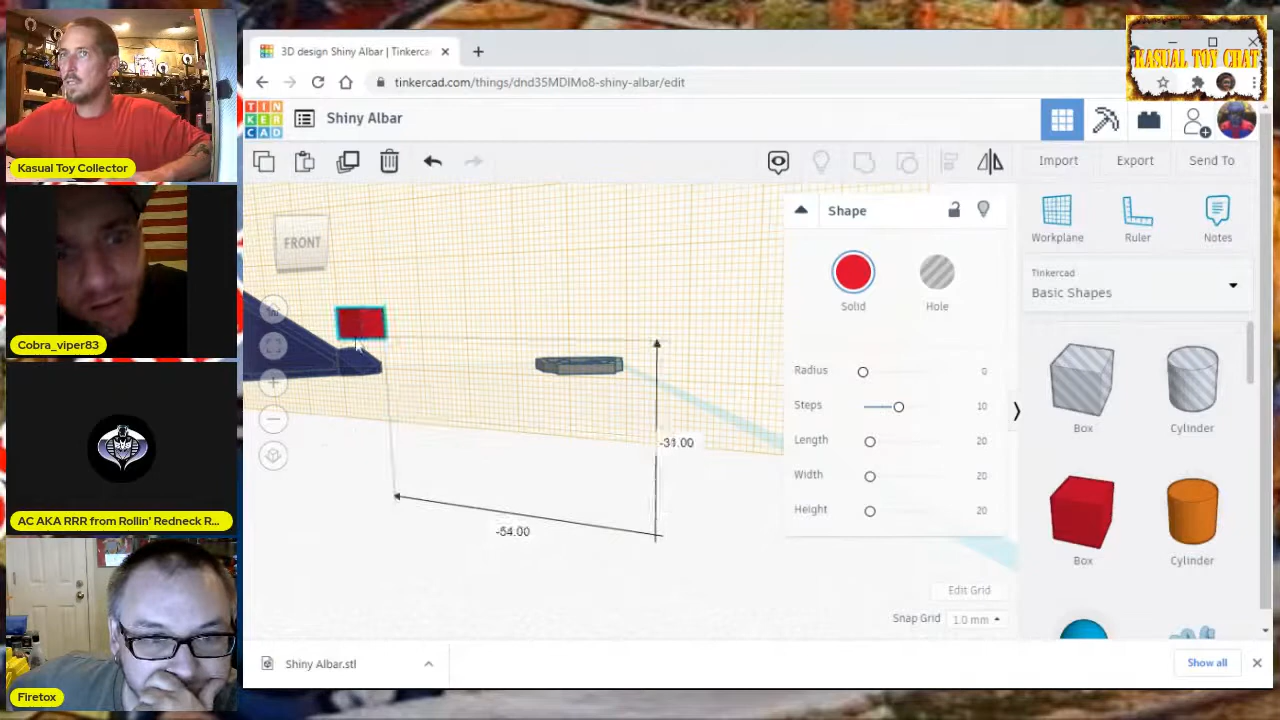 Kasual Toy Collector
Cobra_viper83
AC AKA RRR from Rollin' Redneck R...
Firetox
KASUAL TOY CHAT
3D design Shiny Albar | Tinkerca
tinkercad.com/things/dnd35MDIMo8-shiny-albar/edit
TIN
KER
CAD
Shiny Albar
Import
Export
Send To
FRONT
-31.00
-54.00
Shape
Solid
Hole
Radius 0
Steps 10
Length 20
Width 20
Height 20
Edit Grid
Snap Grid 1.0 mm
Workplane
Ruler
Notes
Tinkercad
Basic Shapes
Box
Cylinder
Box
Cylinder
Shiny Albar.stl
Show all